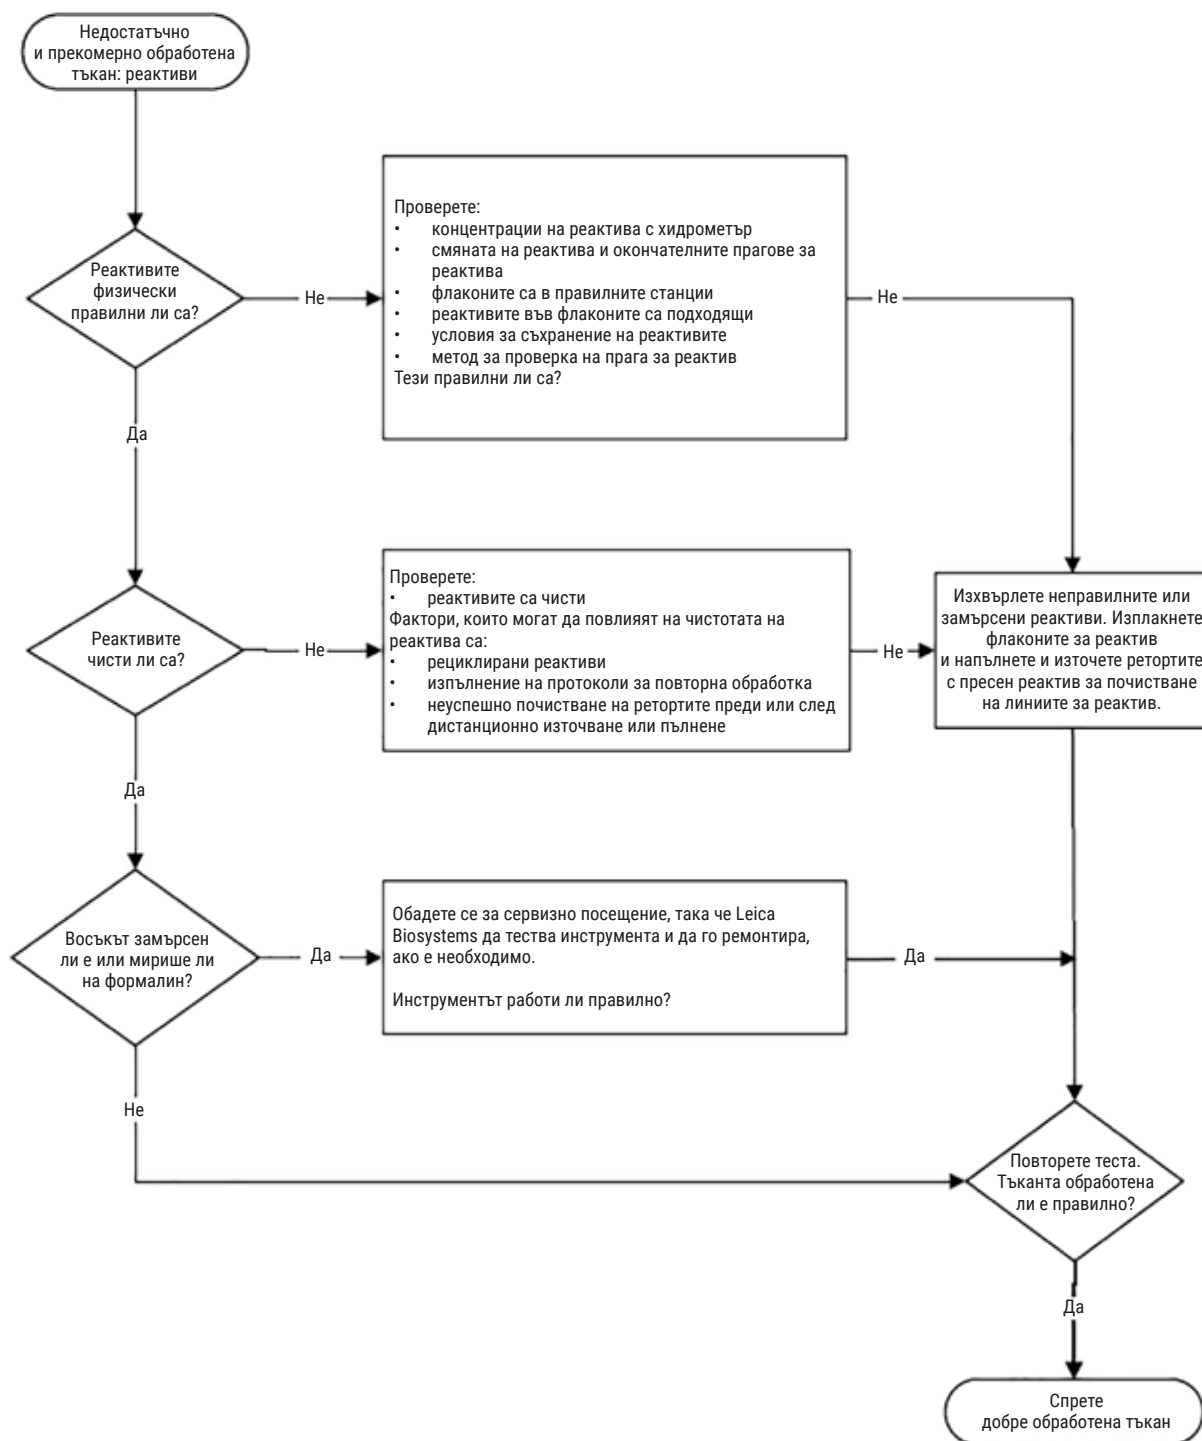 Недостатъчно
и прекомерно обработена
тъкан: реактиви
Реактивите
физически
правилни ли са?
Не
Проверете:
• концентрации на реактива с хидрометър
• смяната на реактива и окончателните прагове за
реактива
• флаконите са в правилните станции
• реактивите във флаконите са подходящи
• условия за съхранение на реактивите
• метод за проверка на прага за реактив
Тези правилни ли са?
Не
Да
Реактивите
чисти ли са?
Не
Проверете:
• реактивите са чисти
Фактори, които могат да повлияят на чистотата на
реактива са:
• рециклирани реактиви
• изпълнение на протоколи за повторна обработка
• неуспешно почистване на ретортите преди или след
дистанционно източване или пълнене
Не
Изхвърлете неправилните или
замърсени реактиви. Изплакнете
флаконите за реактив
и напълнете и източете ретортите
с пресен реактив за почистване
на линиите за реактив.
Да
Восъкът замърсен
ли е или мирише ли
на формалин?
Да
Обадете се за сервизно посещение, така че Leica
Biosystems да тества инструмента и да го ремонтира,
ако е необходимо.
Инструментът работи ли правилно?
Да
Не
Повторете теста.
Тъканта обработена
ли е правилно?
Да
Спрете
добре обработена тъкан